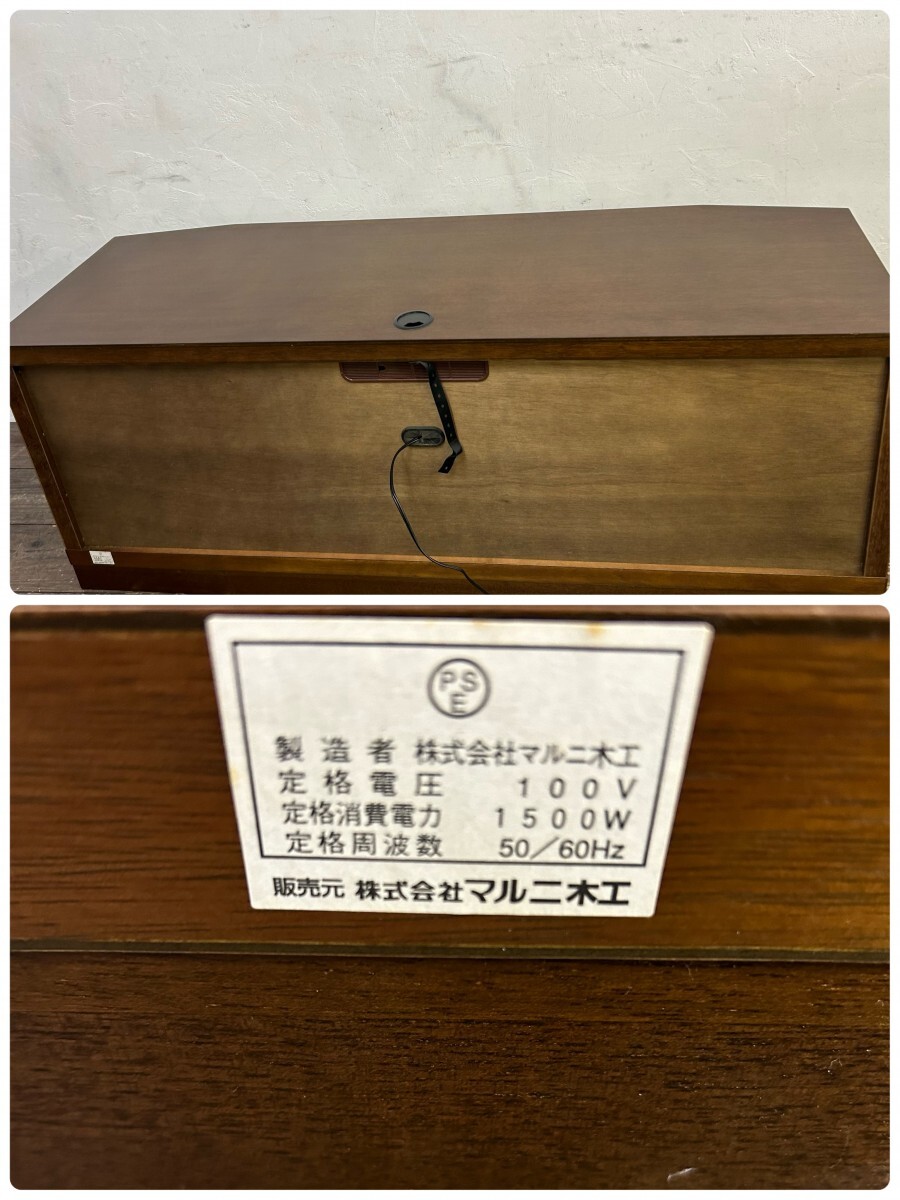 PS
E
製造者 株式会社マルニ木工
定格電圧 100V
定格消費電力 1500W
定格周波数 50/60Hz
販売元 株式会社マルニ木工